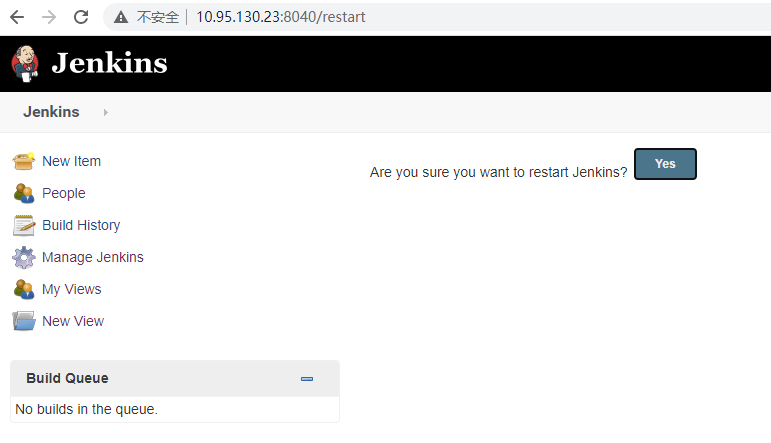 不安全 10.95.130.23:8040/restart
Jenkins
Jenkins
New Item
Are you sure you want to restart Jenkins? Yes
People
Build History
Manage Jenkins
My Views
New View
Build Queue
No builds in the queue.